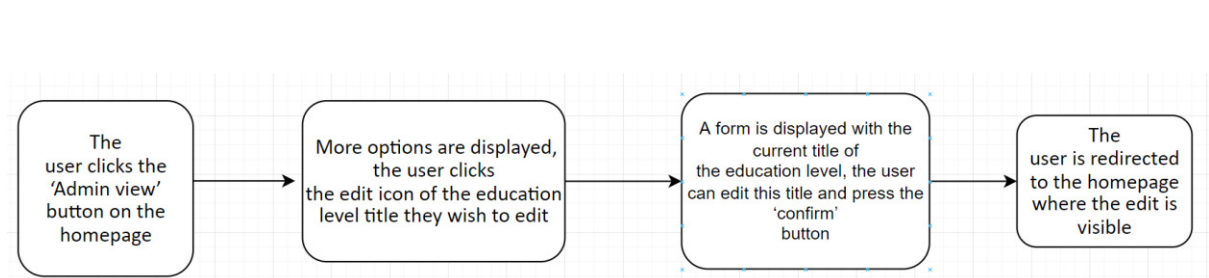 The
user clicks the
‘Admin view’
button on the
homepage
More options are displayed,
the user clicks
the edit icon of the education
level title they wish to edit
A form is displayed with the
current title of
the education level, the user
can edit this title and press the
‘confirm’
button
The
user is redirected
to the homepage
where the edit is
visible